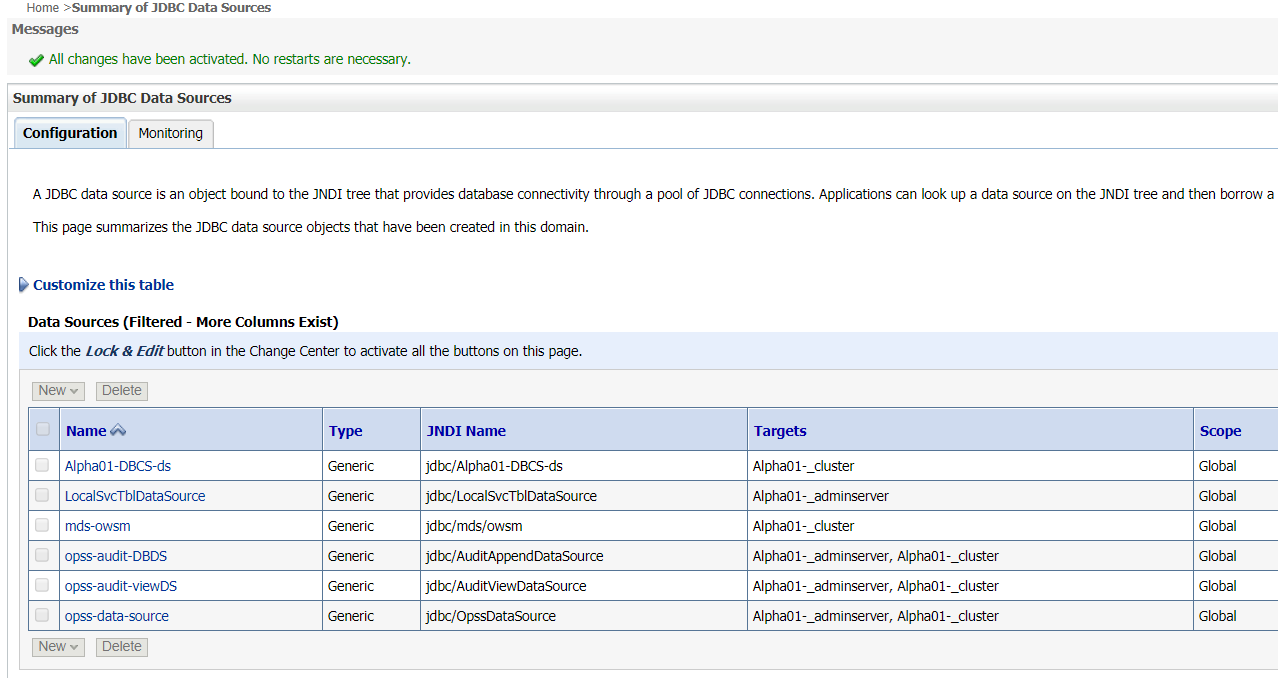 Home >Summary of JDBC Data Sources
Messages
All changes have been activated. No restarts are necessary.
Summary of JDBC Data Sources
Configuration Monitoring
A JDBC data source is an object bound to the JNDI tree that provides database connectivity through a pool of JDBC connections. Applications can look up a data source on the JNDI tree and then borrow a
This page summarizes the JDBC data source objects that have been created in this domain.
Customize this table
Data Sources (Filtered - More Columns Exist)
Click the Lock & Edit button in the Change Center to activate all the buttons on this page.
New Delete
Name Type JNDI Name Targets Scope
Alpha01-DBCS-ds Generic jdbc/Alpha01-DBCS-ds Alpha01-_cluster Global
LocalSvcTblDataSource Generic jdbc/LocalSvcTblDataSource Alpha01-_adminserver Global
mds-owsm Generic jdbc/mds/owsm Alpha01-_cluster Global
opss-audit-DBDS Generic jdbc/AuditAppendDataSource Alpha01-_adminserver, Alpha01-_cluster Global
opss-audit-viewDS Generic jdbc/AuditViewDataSource Alpha01-_adminserver, Alpha01-_cluster Global
opss-data-source Generic jdbc/OpssDataSource Alpha01-_adminserver, Alpha01-_cluster Global
New Delete